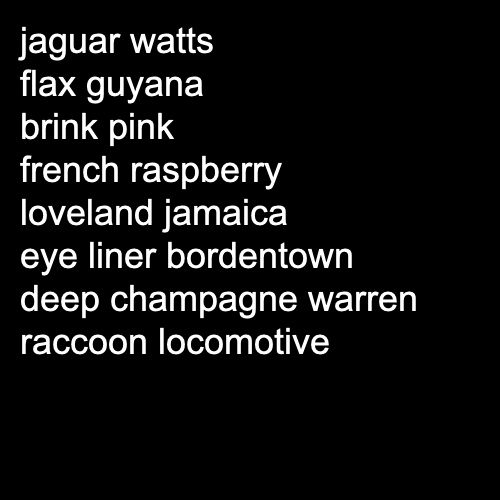 jaguar watts
flax guyana
brink pink
french raspberry
loveland jamaica
eye liner bordentown
deep champagne warren
raccoon locomotive